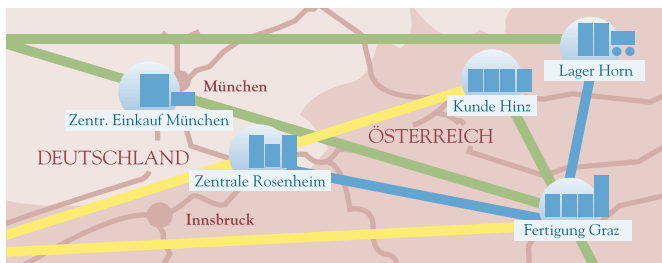 Lager Horn
München
Kunde Hinz
Zentr. Einkauf München
ÖSTERREICH
DEUTSCHLAND
Zentrale Rosenheim
Innsbruck
Fertigung Graz